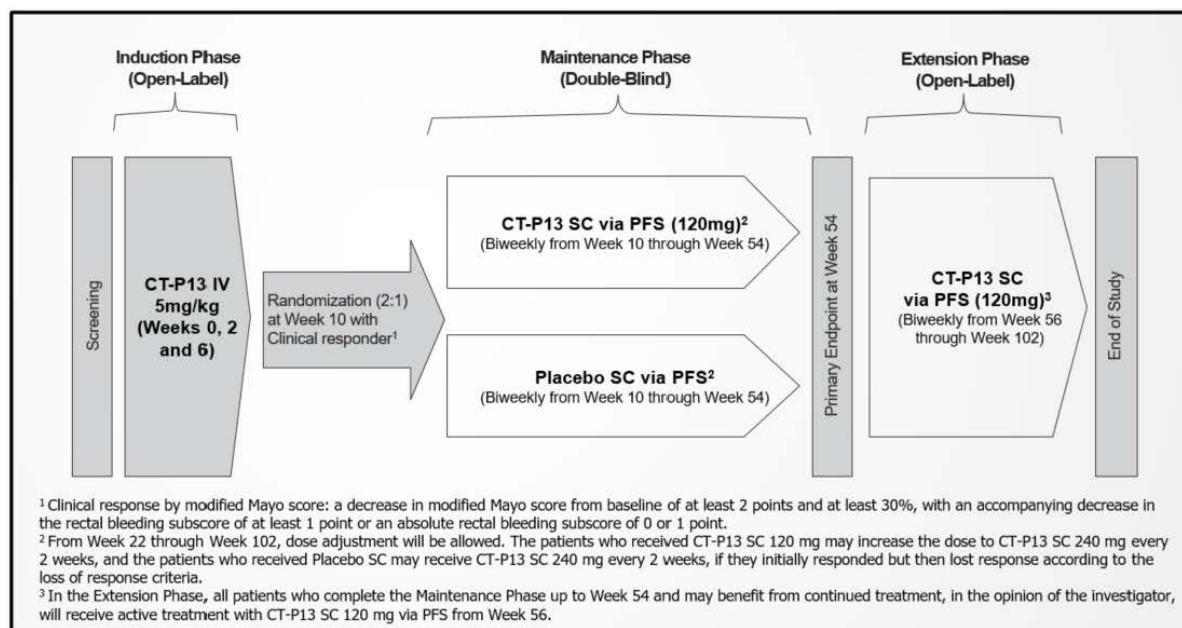 Induction Phase
(Open-Label)
Maintenance Phase
(Double-Blind)
Extension Phase
(Open-Label)
Screening
CT-P13 IV
5mg/kg
(Weeks 0, 2
and 6)
Randomization (2:1)
at Week 10 with
Clinical responder¹
CT-P13 SC via PFS (120mg)²
(Biweekly from Week 10 through Week 54)
Placebo SC via PFS²
(Biweekly from Week 10 through Week 54)
Primary Endpoint at Week 54
CT-P13 SC
via PFS (120mg)³
(Biweekly from Week 56
through Week 102)
End of Study
¹ Clinical response by modified Mayo score: a decrease in modified Mayo score from baseline of at least 2 points and at least 30%, with an accompanying decrease in
the rectal bleeding subscore of at least 1 point or an absolute rectal bleeding subscore of 0 or 1 point.
² From Week 22 through Week 102, dose adjustment will be allowed. The patients who received CT-P13 SC 120 mg may increase the dose to CT-P13 SC 240 mg every
2 weeks, and the patients who received Placebo SC may receive CT-P13 SC 240 mg every 2 weeks, if they initially responded but then lost response according to the
loss of response criteria.
³ In the Extension Phase, all patients who complete the Maintenance Phase up to Week 54 and may benefit from continued treatment, in the opinion of the investigator,
will receive active treatment with CT-P13 SC 120 mg via PFS from Week 56.